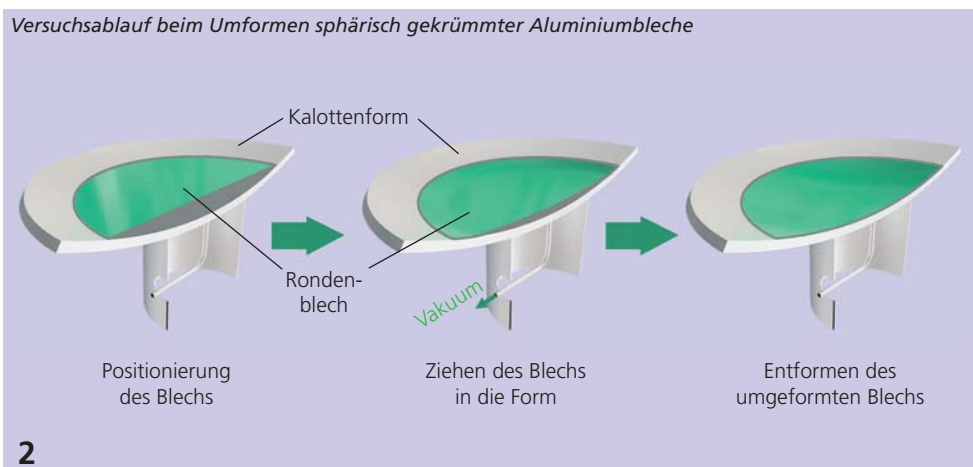 Versuchsablauf beim Umformen sphärisch gekrümmter Aluminiumbleche
Kalottenform
Ronden-
blech
Vakuum
Positionierung
des Blechs
Ziehen des Blechs
in die Form
Entformen des
umgeformten Blechs
2